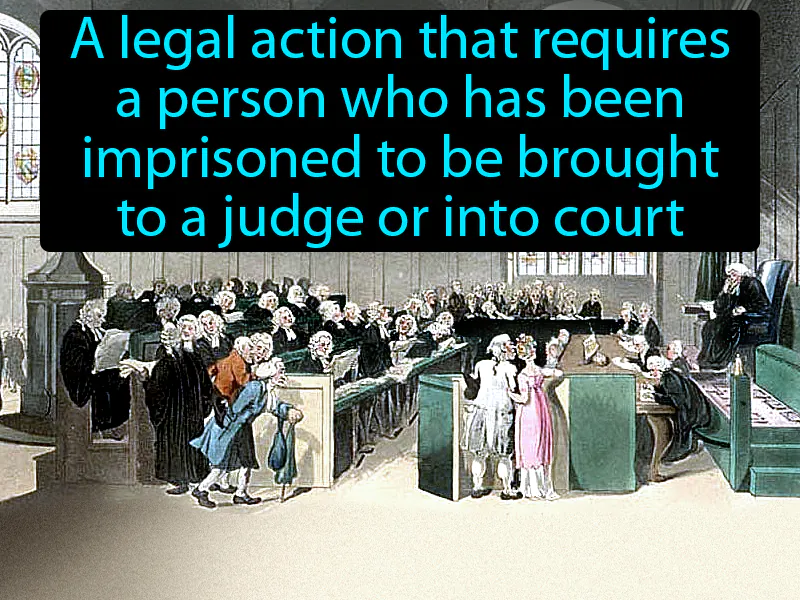 A legal action that requires
a person who has been
imprisoned to be brought
to a judge or into court